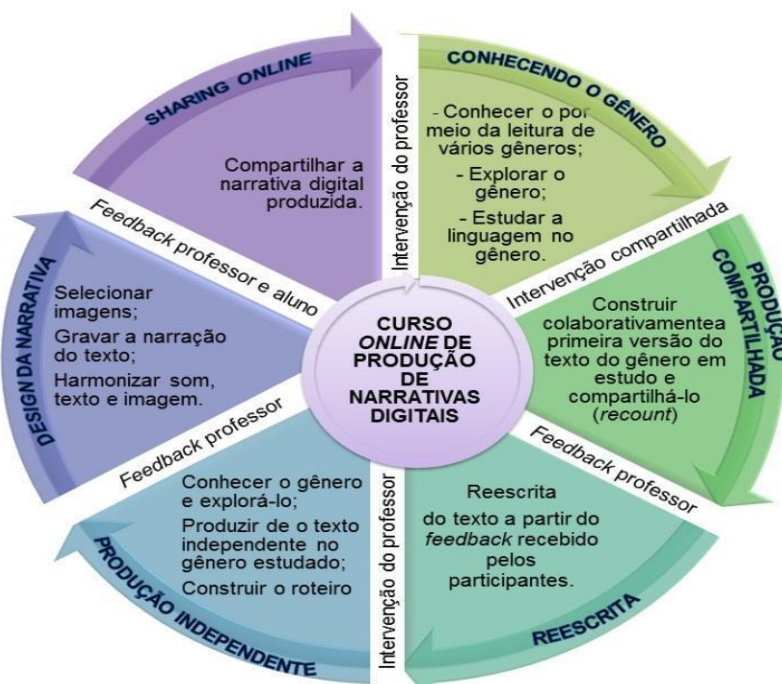 CURSO
ONLINE DE
PRODUÇÃO
DE
NARRATIVAS
DIGITAIS
CONHECENDO O GÊNERO
- Conhecer o por
meio da leitura de
vários gêneros;
- Explorar o
gênero;
- Estudar a
linguagem no
gênero.
Intervenção compartilhada
PRODUÇÃO
COMPARTILHADA
Construir
colaborativamentea
primeira versão do
texto do gênero em
estudo e
compartilhá-lo
(recount)
Feedback professor
REESCRITA
Reescrita
do texto a partir do
feedback recebido
pelos
participantes.
Intervenção do professor
PRODUÇÃO INDEPENDENTE
Conhecer o gênero
e explorá-lo;
Produzir de o texto
independente no
gênero estudado;
Construir o roteiro
Feedback professor
DESIGN DA NARRATIVA
Selecionar
imagens;
Gravar a narração
do texto;
Harmonizar som,
texto e imagem.
Feedback professor e aluno
SHARING ONLINE
Compartilhar a
narrativa digital
produzida.
Intervenção do professor